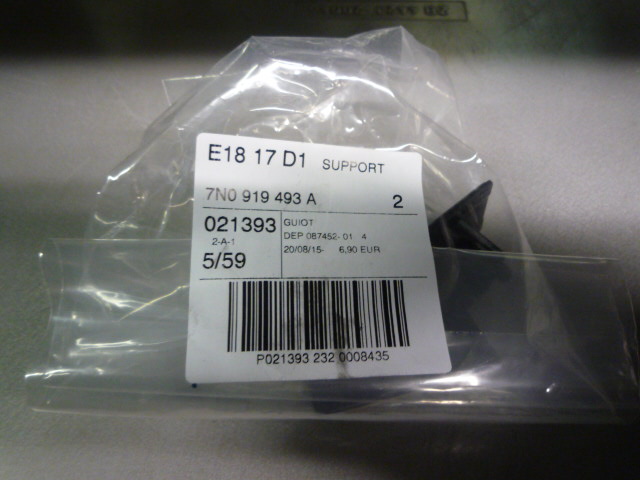 E18 17 D1 SUPPORT
7N0 919 493 A 2
021393 GUIOT
2-A-1 DEP 087452- 01 4
5/59 20/08/15- 6,90 EUR
P021393 232 0008435